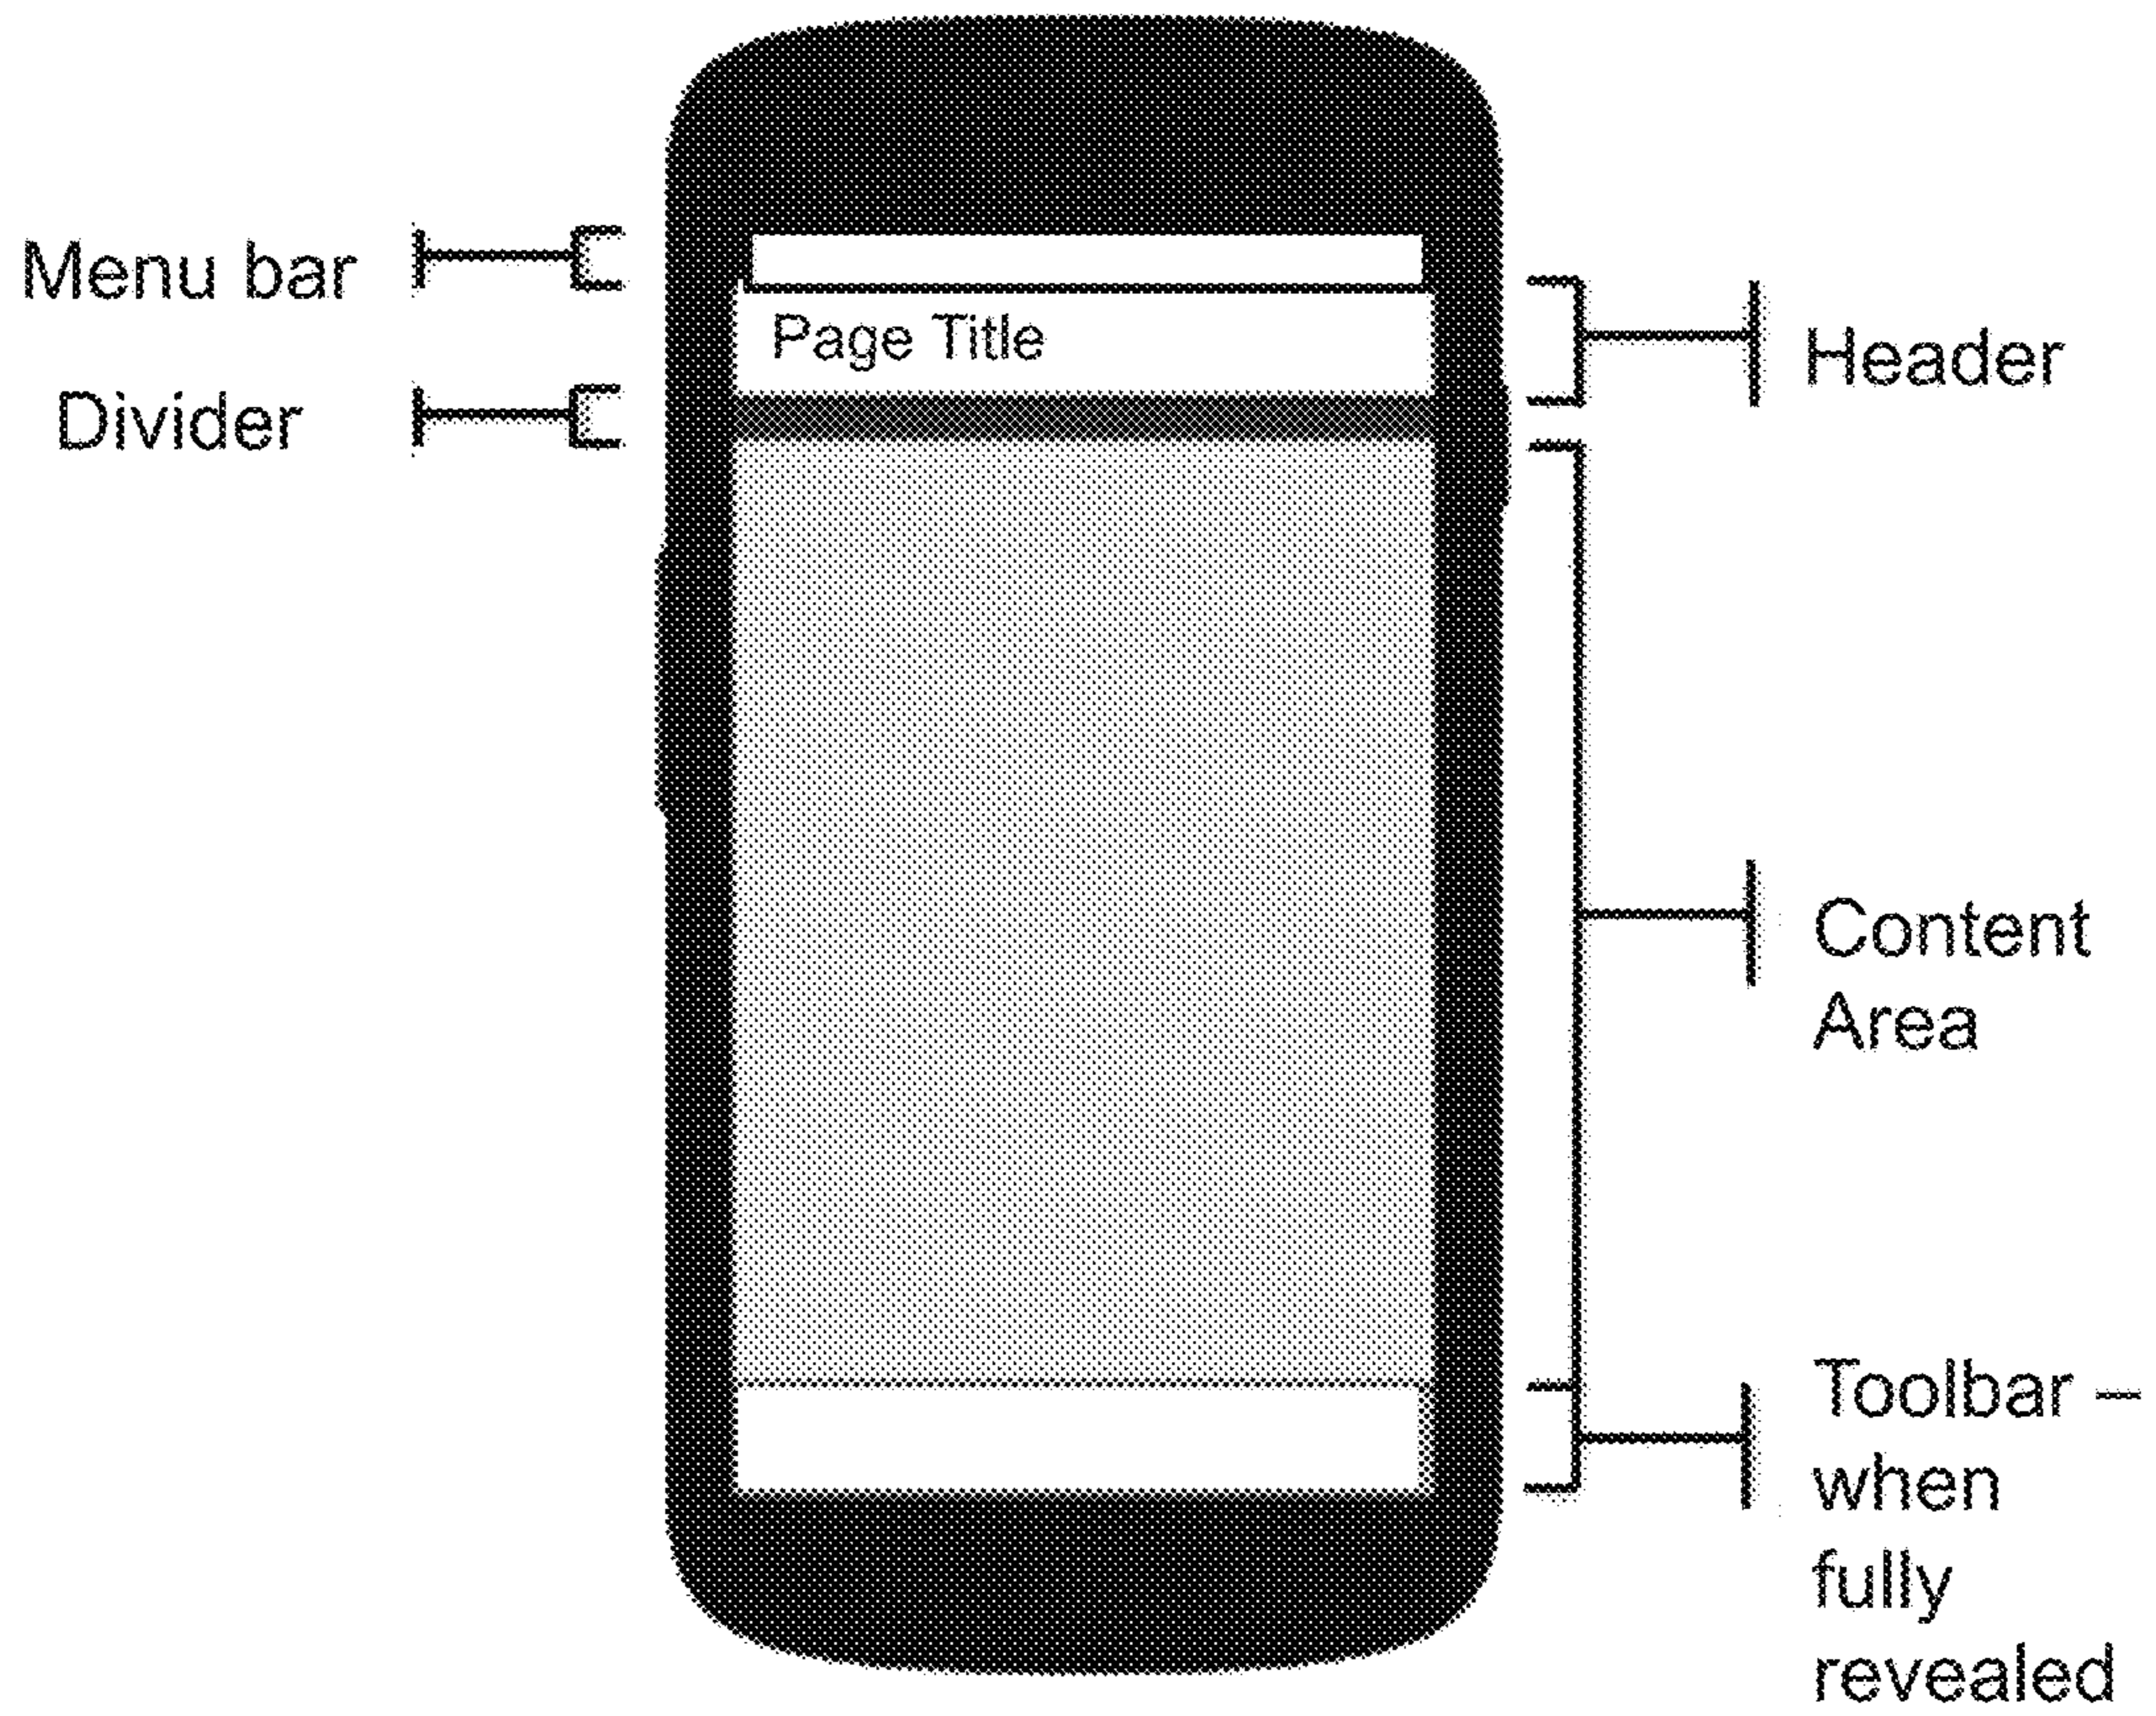 Menu bar
Page Title
Header
Divider
Content
Area
Toolbar –
when
fully
revealed